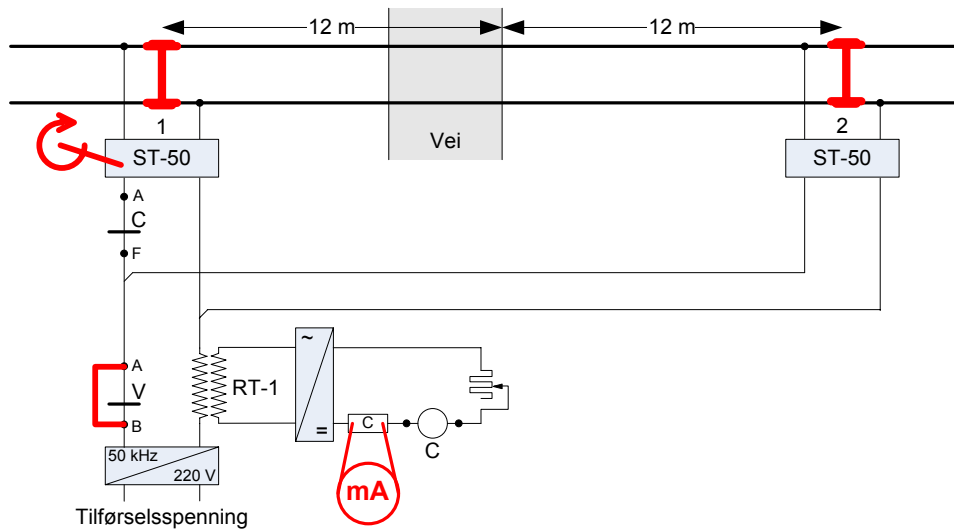 12 m
12 m
Vei
1
ST-50
2
ST-50
A
C
F
A
V
B
RT-1
~
=
C
C
mA
50 kHz
220 V
Tilførselsspenning